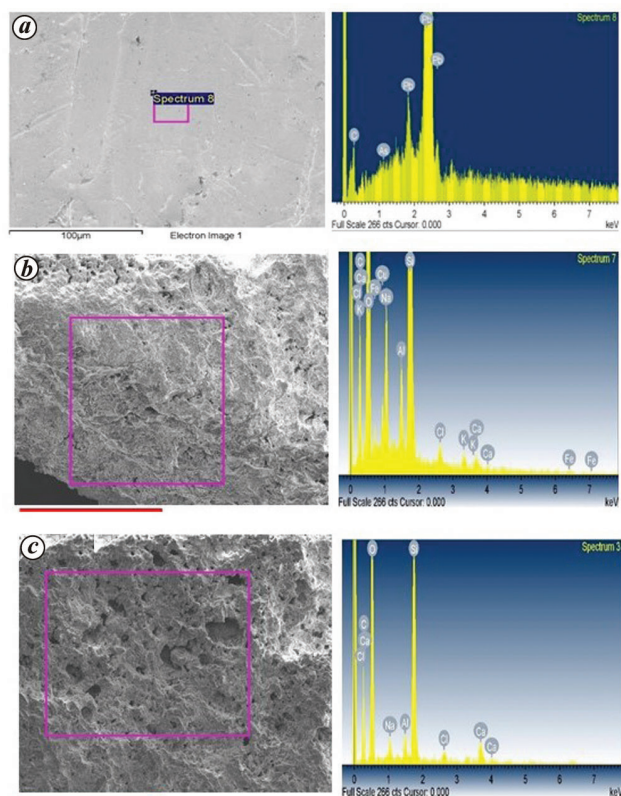 a
Spectrum 8
100μm
Electron Image 1
Spectrum 8
Pb
Pb
Pb
C
As
0 1 2 3 4 5 6 7
Full Scale 266 cts Cursor: 0.000
keV
b
Spectrum 7
C
Ca
Cl
K
O
Fe
Na
Al
Si
Cl
K
K
Ca
Ca
Fe
Fe
0 1 2 3 4 5 6 7
Full Scale 266 cts Cursor: 0.000
keV
c
Spectrum 3
C
Ca
Cl
O
Na
Al
Si
Cl
Ca
Ca
0 1 2 3 4 5 6 7
Full Scale 266 cts Cursor: 0.000
keV